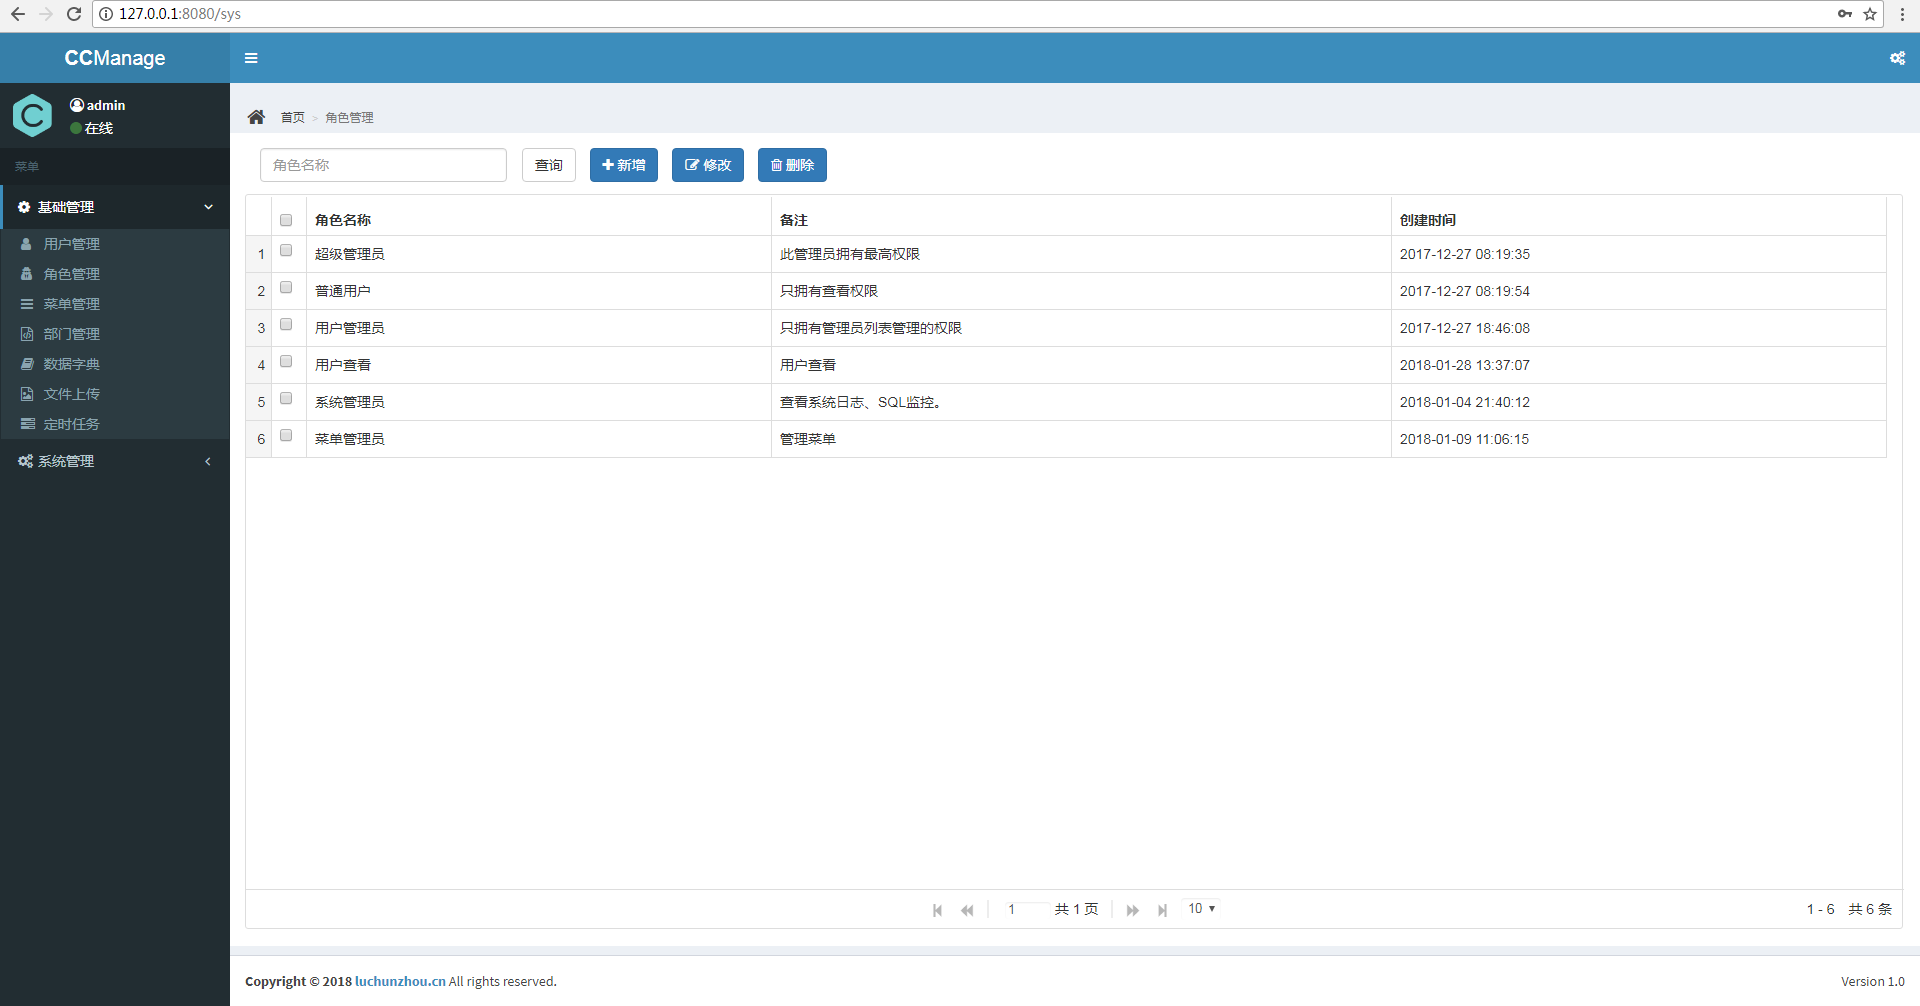 127.0.0.1:8080/sys
CCManage
admin
在线
菜单
基础管理
用户管理
角色管理
菜单管理
部门管理
数据字典
文件上传
定时任务
系统管理
首页 > 角色管理
角色名称 查询 新增 修改 删除
角色名称 备注 创建时间
1 超级管理员 此管理员拥有最高权限 2017-12-27 08:19:35
2 普通用户 只拥有查看权限 2017-12-27 08:19:54
3 用户管理员 只拥有管理员列表管理的权限 2017-12-27 18:46:08
4 用户查看 用户查看 2018-01-28 13:37:07
5 系统管理员 查看系统日志、SQL监控。 2018-01-04 21:40:12
6 菜单管理员 管理菜单 2018-01-09 11:06:15
1 共 1 页 10 1 - 6 共 6 条
Copyright © 2018 luchunzhou.cn All rights reserved. Version 1.0